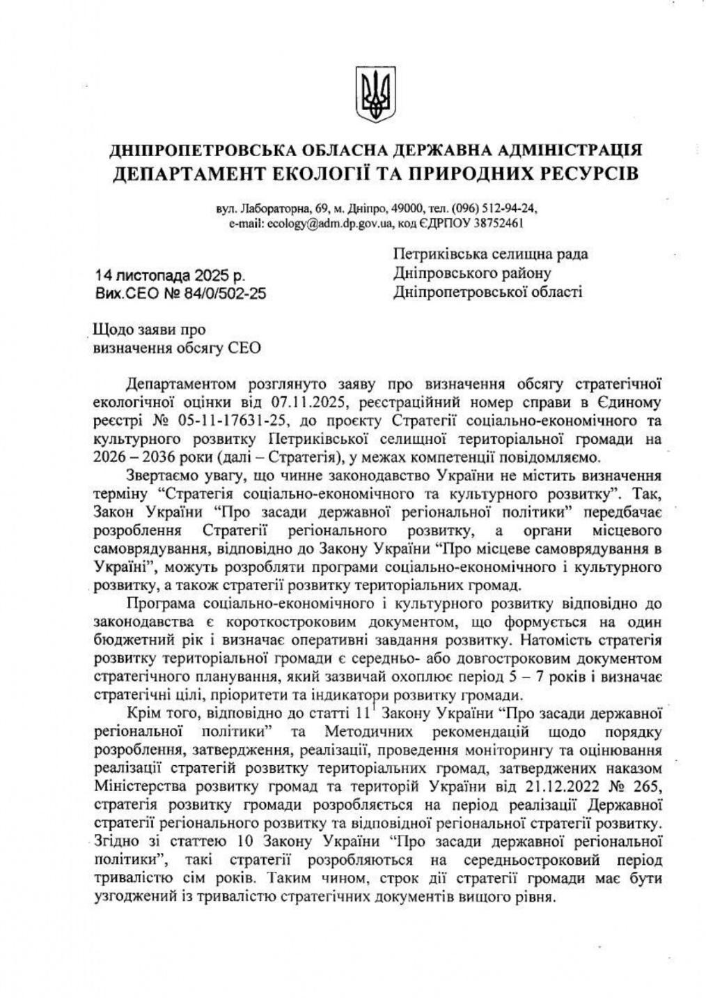 ДНІПРОПЕТРОВСЬКА ОБЛАСНА ДЕРЖАВНА АДМІНІСТРАЦІЯ
ДЕПАРТАМЕНТ ЕКОЛОГІЇ ТА ПРИРОДНИХ РЕСУРСІВ
вул. Лабораторна, 69, м. Дніпро, 49000, тел. (096) 512-94-24,
e-mail: ecology@adm.dp.gov.ua, код ЄДРПОУ 38752461
14 листопада 2025 р.
Вих.СЕО № 84/0/502-25
Петриківська селищна рада
Дніпровського району
Дніпропетровської області
Щодо заяви про
визначення обсягу СЕО
Департаментом розглянуто заяву про визначення обсягу стратегічної
екологічної оцінки від 07.11.2025, реєстраційний номер справи в Єдиному
реєстрі № 05-11-17631-25, до проєкту Стратегії соціально-економічного та
культурного розвитку Петриківської селищної територіальної громади на
2026 – 2036 роки (далі – Стратегія), у межах компетенції повідомляємо.
Звертаємо увагу, що чинне законодавство України не містить визначення
терміну “Стратегія соціально-економічного та культурного розвитку”. Так,
Закон України “Про засади державної регіональної політики” передбачає
розроблення Стратегії регіонального розвитку, а органи місцевого
самоврядування, відповідно до Закону України “Про місцеве самоврядування в
Україні”, можуть розробляти програми соціально-економічного і культурного
розвитку, а також стратегії розвитку територіальних громад.
Програма соціально-економічного і культурного розвитку відповідно до
законодавства є короткостроковим документом, що формується на один
бюджетний рік і визначає оперативні завдання розвитку. Натомість стратегія
розвитку територіальної громади є середньо- або довгостроковим документом
стратегічного планування, який зазвичай охоплює період 5 – 7 років і визначає
стратегічні цілі, пріоритети та індикатори розвитку громади.
Крім того, відповідно до статті 11¹ Закону України “Про засади державної
регіональної політики” та Методичних рекомендацій щодо порядку
розроблення, затвердження, реалізації, проведення моніторингу та оцінювання
реалізації стратегій розвитку територіальних громад, затверджених наказом
Міністерства розвитку громад та територій України від 21.12.2022 № 265,
стратегія розвитку громади розробляється на період реалізації Державної
стратегії регіонального розвитку та відповідної регіональної стратегії розвитку.
Згідно зі статтею 10 Закону України “Про засади державної регіональної
політики”, такі стратегії розробляються на середньостроковий період
тривалістю сім років. Таким чином, строк дії стратегії громади має бути
узгоджений із тривалістю стратегічних документів вищого рівня.